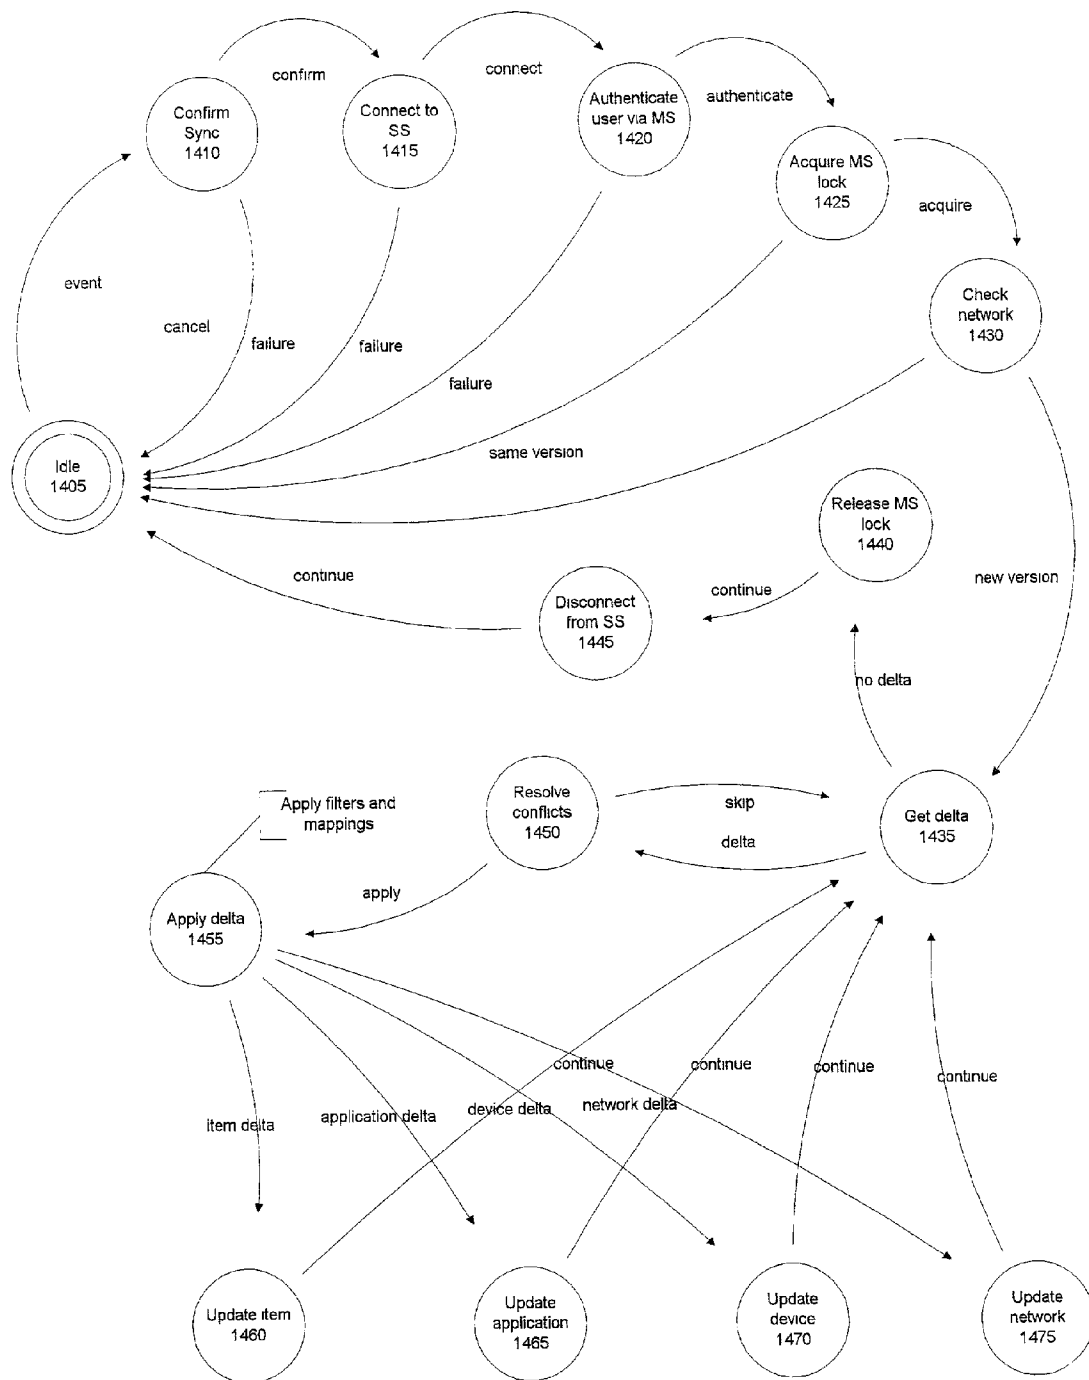 confirm
connect
authenticate
Confirm
Sync
1410
Connect to
SS
1415
Authenticate
user via MS
1420
Acquire MS
lock
1425
acquire
event
cancel
failure
failure
failure
Check
network
1430
same version
Idle
1405
Release MS
lock
1440
continue
continue
new version
Disconnect
from SS
1445
no delta
Apply filters and
mappings
Resolve
conflicts
1450
skip
delta
Get delta
1435
apply
Apply delta
1455
continue
continue
continue
continue
item delta
application delta
device delta
network delta
Update item
1460
Update
application
1465
Update
device
1470
Update
network
1475